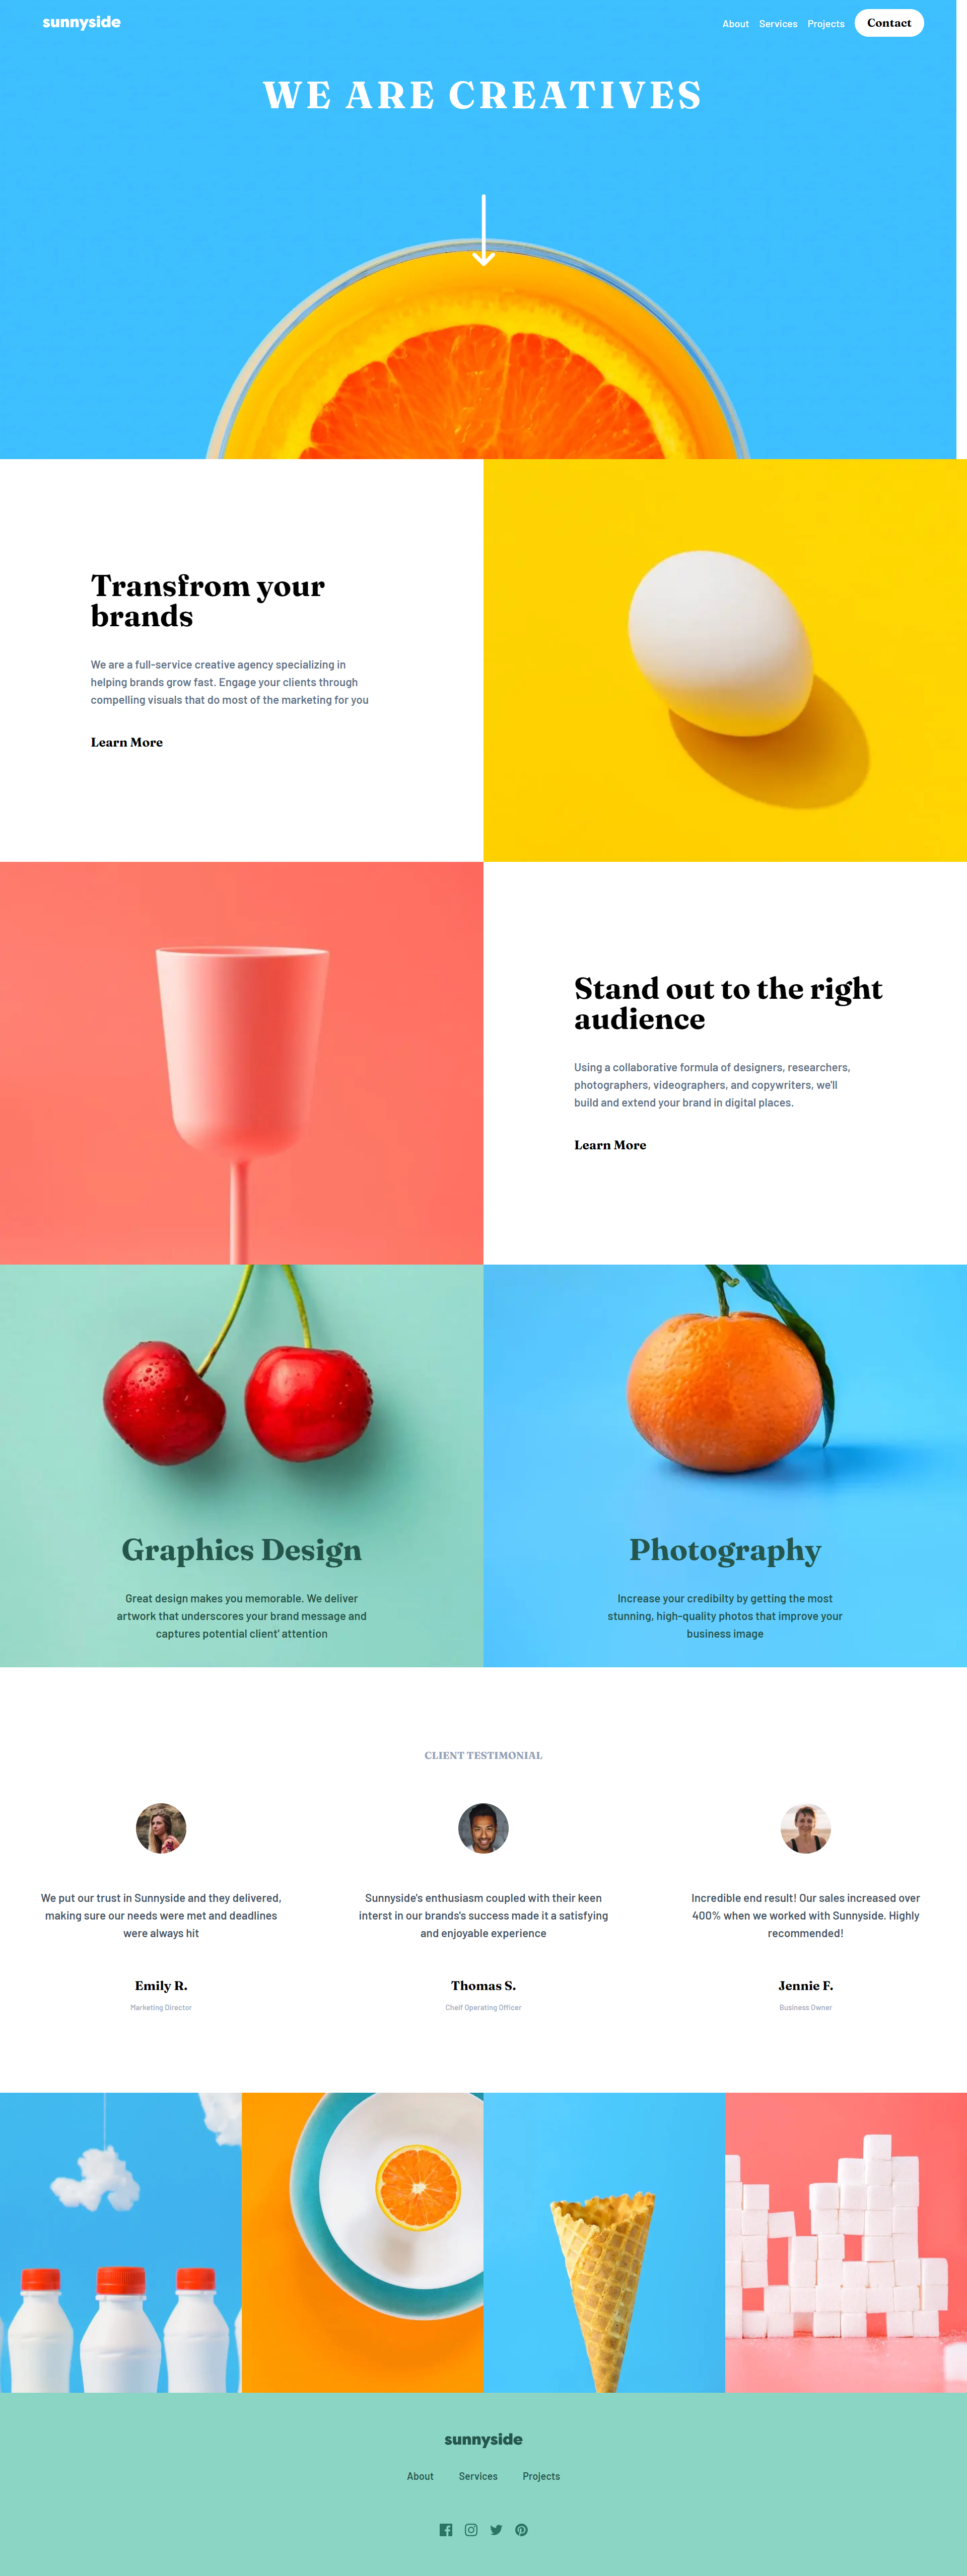 sunnyside
About Services Projects Contact
WE ARE CREATIVES
Transfrom your
brands
We are a full-service creative agency specializing in
helping brands grow fast. Engage your clients through
compelling visuals that do most of the marketing for you
Learn More
Stand out to the right
audience
Using a collaborative formula of designers, researchers,
photographers, videographers, and copywriters, we'll
build and extend your brand in digital places.
Learn More
Graphics Design
Great design makes you memorable. We deliver
artwork that underscores your brand message and
captures potential client' attention
Photography
Increase your credibilty by getting the most
stunning, high-quality photos that improve your
business image
CLIENT TESTIMONIAL
We put our trust in Sunnyside and they delivered,
making sure our needs were met and deadlines
were always hit
Emily R.
Marketing Director
Sunnyside's enthusiasm coupled with their keen
interst in our brands's success made it a satisfying
and enjoyable experience
Thomas S.
Cheif Operating Officer
Incredible end result! Our sales increased over
400% when we worked with Sunnyside. Highly
recommended!
Jennie F.
Business Owner
sunnyside
About Services Projects